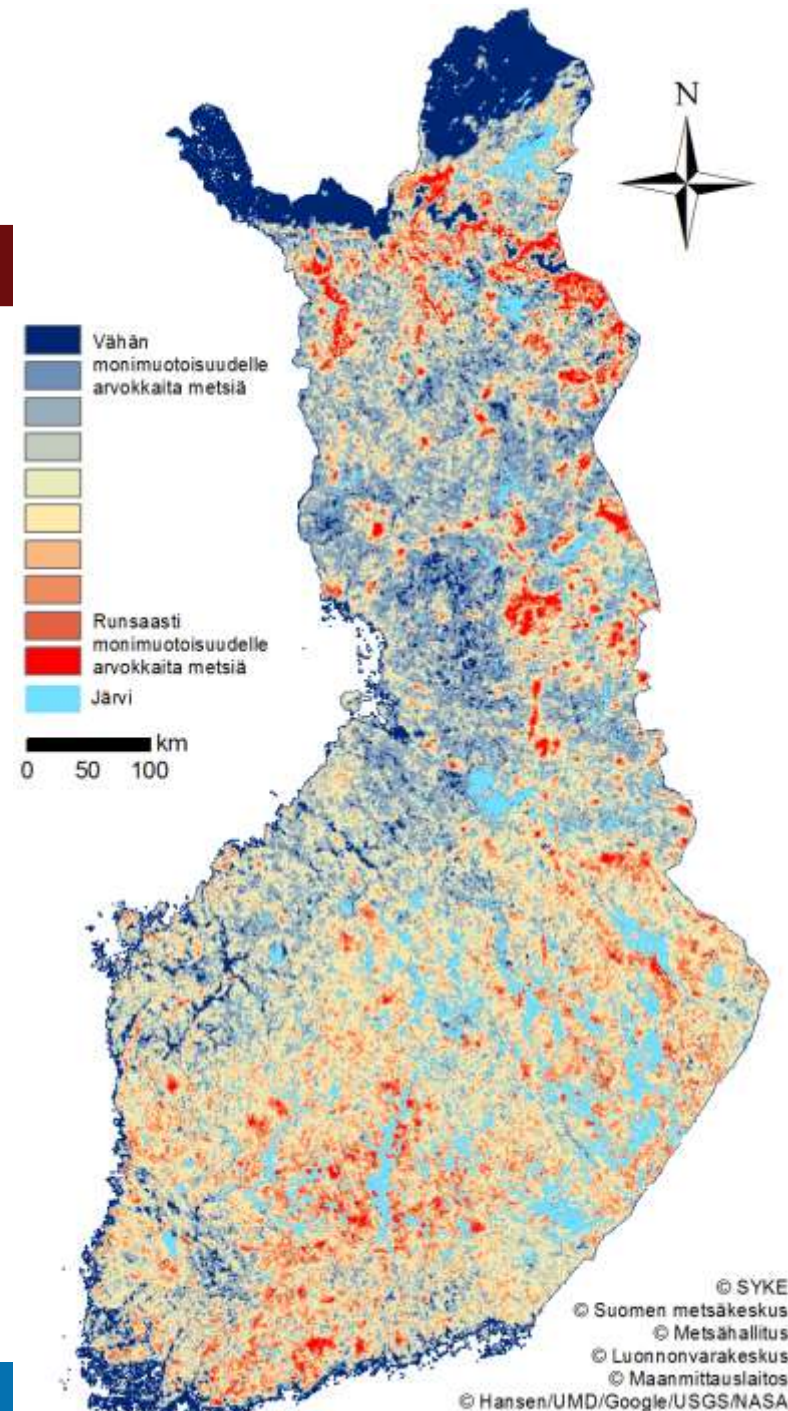 N
Vähän
monimuotoisuudelle
arvokkaita metsiä
Runsaasti
monimuotoisuudelle
arvokkaita metsiä
Järvi
km
0 50 100
© SYKE
© Suomen metsäkeskus
© Metsähallitus
© Luonnonvarakeskus
© Maanmittauslaitos
© Hansen/UMD/Google/USGS/NASA